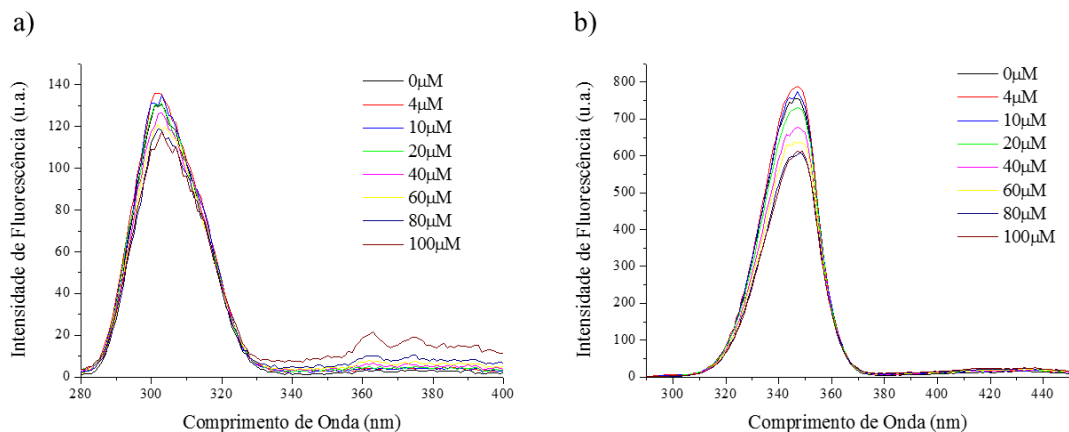 a)
b)
Intensidade de Fluorescência (u.a.)
140
120
100
80
60
40
20
0
280
300
320
340
360
380
400
Comprimento de Onda (nm)
0µM
4µM
10µM
20µM
40µM
60µM
80µM
100µM
Intensidade de Fluorescência (u.a.)
800
700
600
500
400
300
200
100
0
300
320
340
360
380
400
420
440
Comprimento de Onda (nm)
0µM
4µM
10µM
20µM
40µM
60µM
80µM
100µM